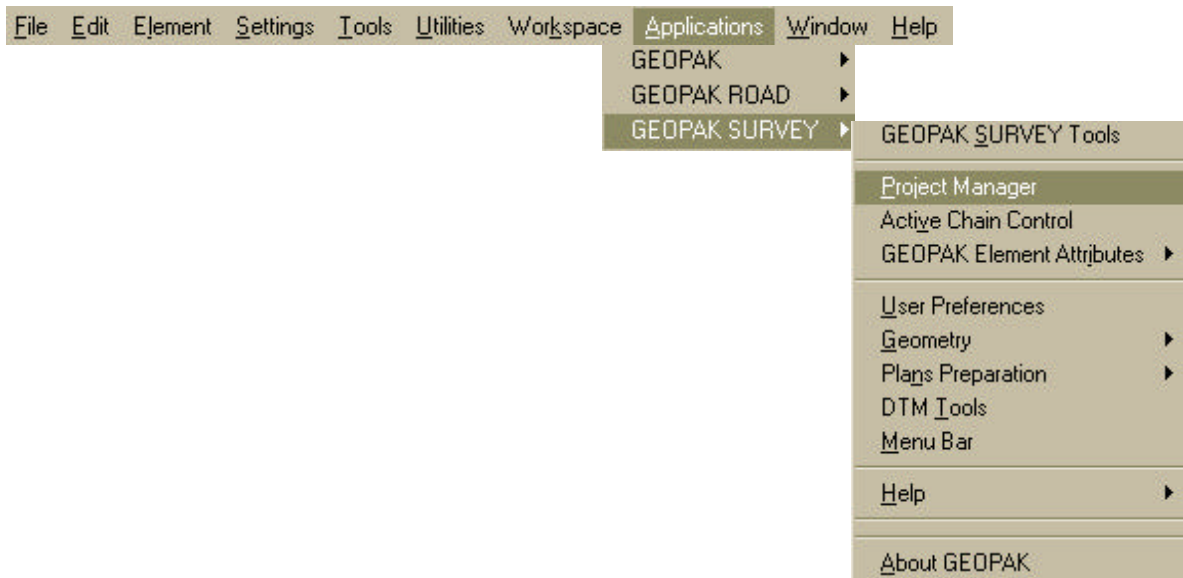 File Edit Element Settings Tools Utilities Workspace Applications Window Help
GEOPAK
GEOPAK ROAD
GEOPAK SURVEY
GEOPAK SURVEY Tools
Project Manager
Active Chain Control
GEOPAK Element Attributes
User Preferences
Geometry
Plans Preparation
DTM Tools
Menu Bar
Help
About GEOPAK